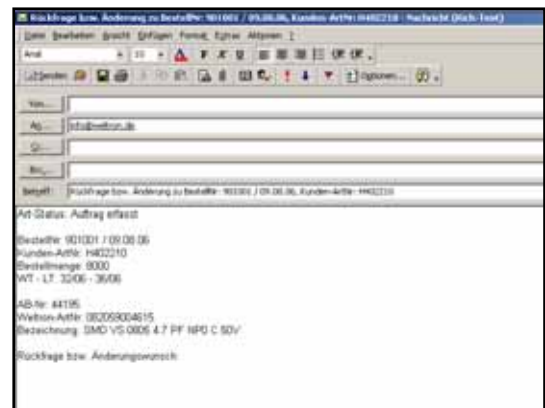 Rückfrage bzw. Änderung zu BestellNr: 901001 / 09.08.06, Kunden-ArtNr: H402210 - Nachricht (Rich-Text)
Datei Bearbeiten Ansicht Einfügen Format Extras Aktionen ?
Arial 10 F K U
Senden Optionen...
Von...
An... info@weltron.de
Cc...
Bcc...
Betreff: Rückfrage bzw. Änderung zu BestellNr: 901001 / 09.08.06, Kunden-ArtNr: H402210
Art-Status: Auftrag erfasst
BestellNr: 901001 / 09.08.06
Kunden-ArtNr: H402210
Bestellmenge: 8000
WT - LT: 32/06 - 36/06
AB-Nr: 44195
Weltron-ArtNr: 082059004615
Bezeichnung: SMD VS 0805 4.7 PF NP0 C 50V
Rückfrage bzw. Änderungswunsch: